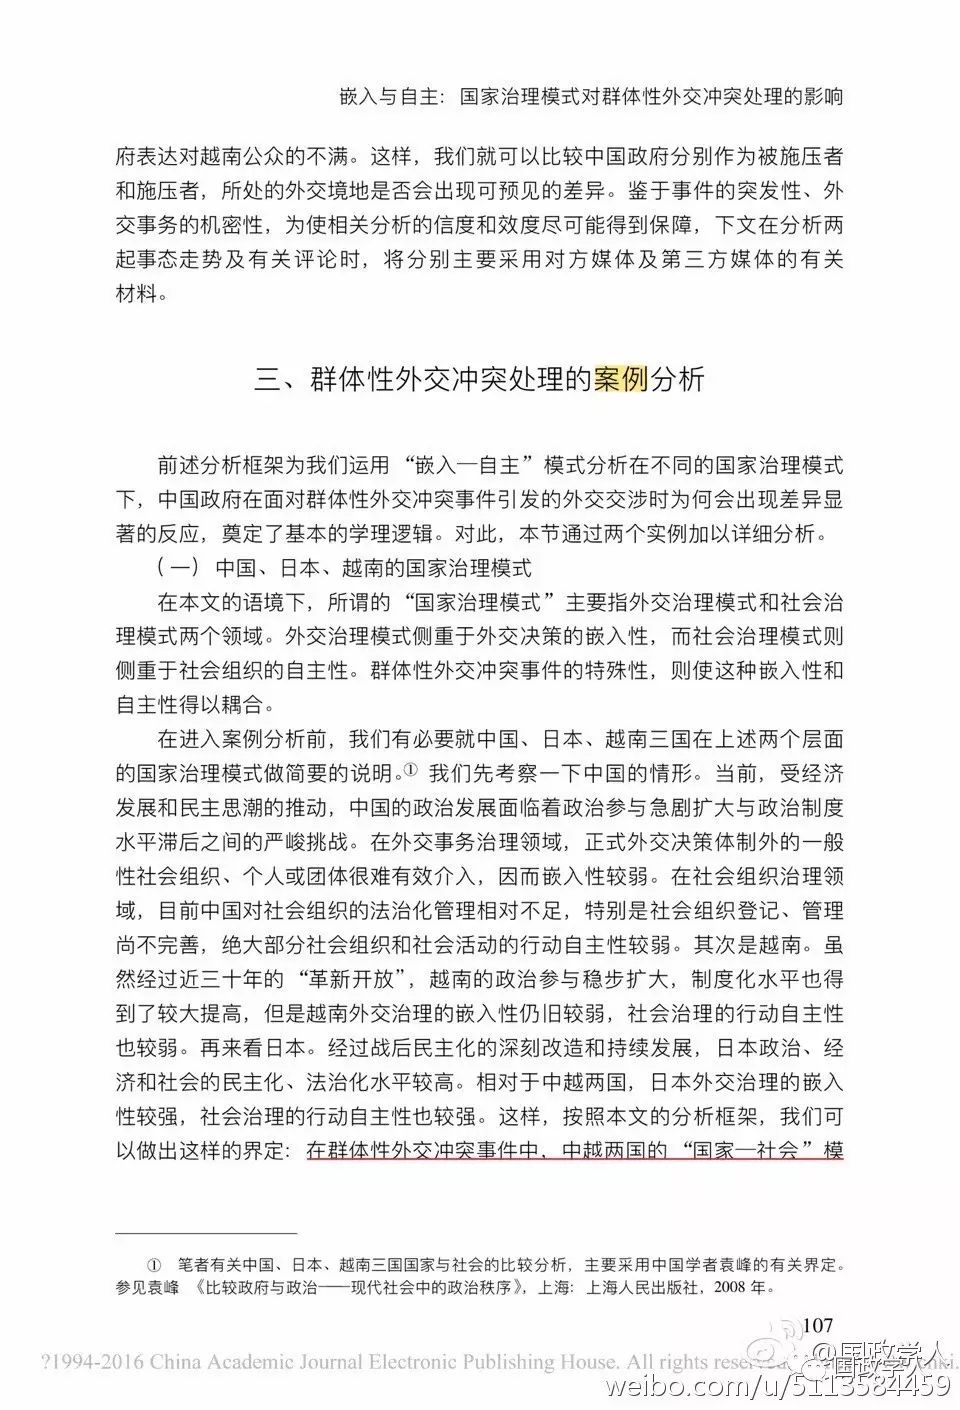 嵌入与自主：国家治理模式对群体性外交冲突处理的影响
府表达对越南公众的不满。这样，我们就可以比较中国政府分别作为被施压者
和施压者，所处的外交境地是否会出现可预见的差异。鉴于事件的突发性、外
交事务的机密性，为使相关分析的信度和效度尽可能得到保障，下文在分析两
起事态走势及有关评论时，将分别主要采用对方媒体及第三方媒体的有关
材料。
三、群体性外交冲突处理的案例分析
前述分析框架为我们运用“嵌入—自主”模式分析在不同的国家治理模式
下，中国政府在面对群体性外交冲突事件引发的外交交涉时为何会出现差异显
著的反应，奠定了基本的学理逻辑。对此，本节通过两个实例加以详细分析。
（一）中国、日本、越南的国家治理模式
在本文的语境下，所谓的“国家治理模式”主要指外交治理模式和社会治
理模式两个领域。外交治理模式侧重于外交决策的嵌入性，而社会治理模式则
侧重于社会组织的自主性。群体性外交冲突事件的特殊性，则使这种嵌入性和
自主性得以耦合。
在进入案例分析前，我们有必要就中国、日本、越南三国在上述两个层面
的国家治理模式做简要的说明。① 我们先考察一下中国的情形。当前，受经济
发展和民主思潮的推动，中国的政治发展面临着政治参与急剧扩大与政治制度
水平滞后之间的严峻挑战。在外交事务治理领域，正式外交决策体制外的一般
性社会组织、个人或团体很难有效介入，因而嵌入性较弱。在社会组织治理领
域，目前中国对社会组织的法治化管理相对不足，特别是社会组织登记、管理
尚不完善，绝大部分社会组织和社会活动的行动自主性较弱。其次是越南。虽
然经过近三十年的“革新开放”，越南的政治参与稳步扩大，制度化水平也得
到了较大提高，但是越南外交治理的嵌入性仍旧较弱，社会治理的行动自主性
也较弱。再来看日本。经过战后民主化的深刻改造和持续发展，日本政治、经
济和社会的民主化、法治化水平较高。相对于中越两国，日本外交治理的嵌入
性较强，社会治理的行动自主性也较强。这样，按照本文的分析框架，我们可
以做出这样的界定：在群体性外交冲突事件中，中越两国的“国家—社会”模
① 笔者有关中国、日本、越南三国国家与社会的比较分析，主要采用中国学者袁峰的有关界定。
参见袁峰 《比较政府与政治——现代社会中的政治秩序》，上海：上海人民出版社，2008 年。
107
?1994-2016 China Academic Journal Electronic Publishing House. All rights reserved.
@国政学人
国政学人
weibo.com/u/5113584459